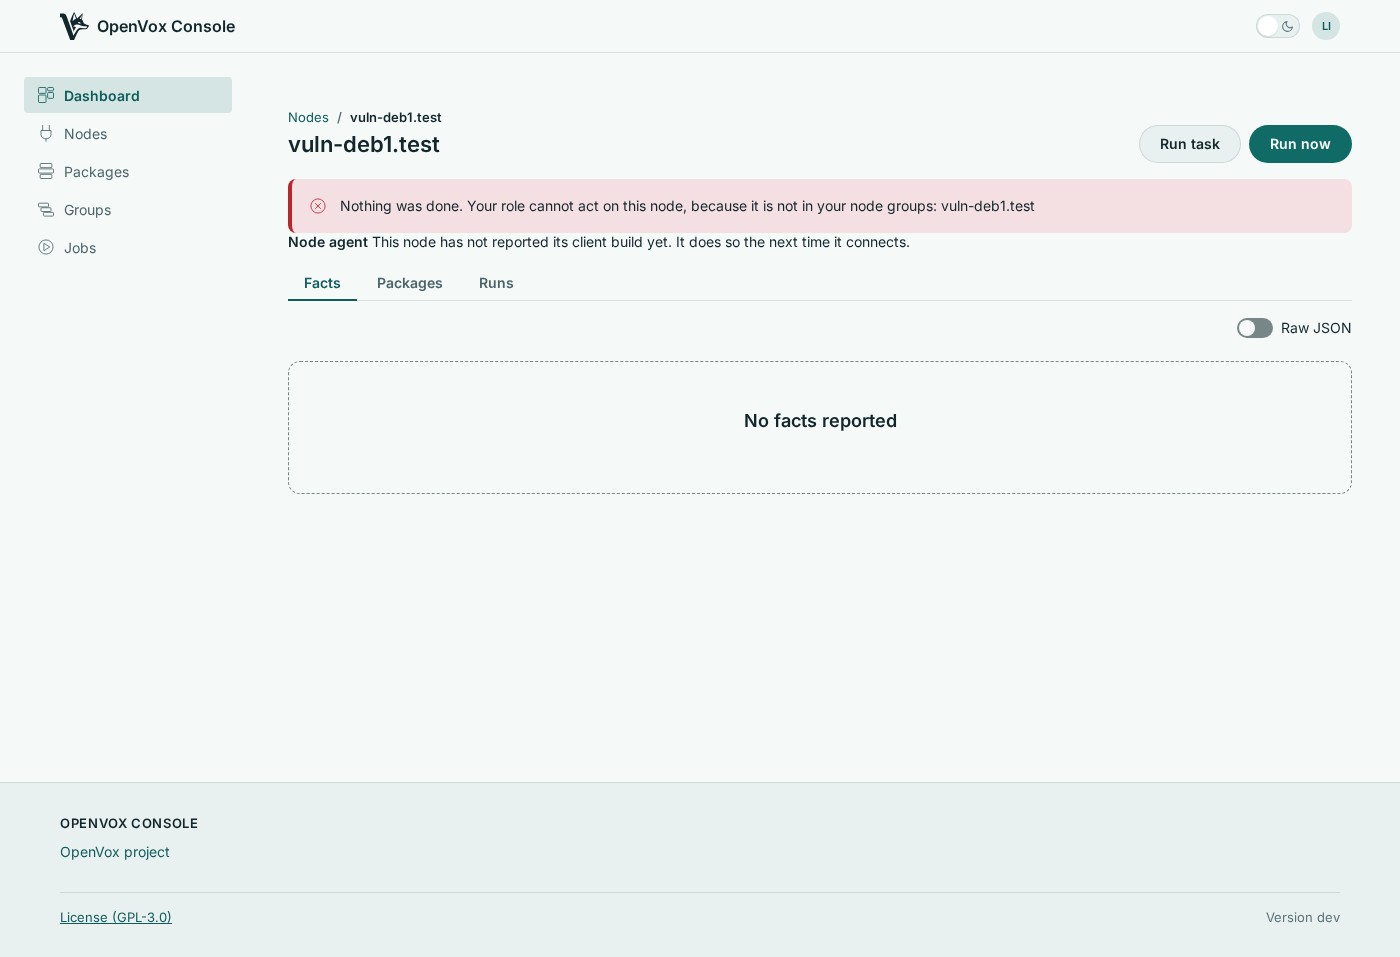 OpenVox Console
LI
Dashboard
Nodes
Packages
Groups
Jobs
Nodes / vuln-deb1.test
vuln-deb1.test
Run task
Run now
Nothing was done. Your role cannot act on this node, because it is not in your node groups: vuln-deb1.test
Node agent This node has not reported its client build yet. It does so the next time it connects.
Facts
Packages
Runs
Raw JSON
No facts reported
OPENVOX CONSOLE
OpenVox project
License (GPL-3.0)
Version dev